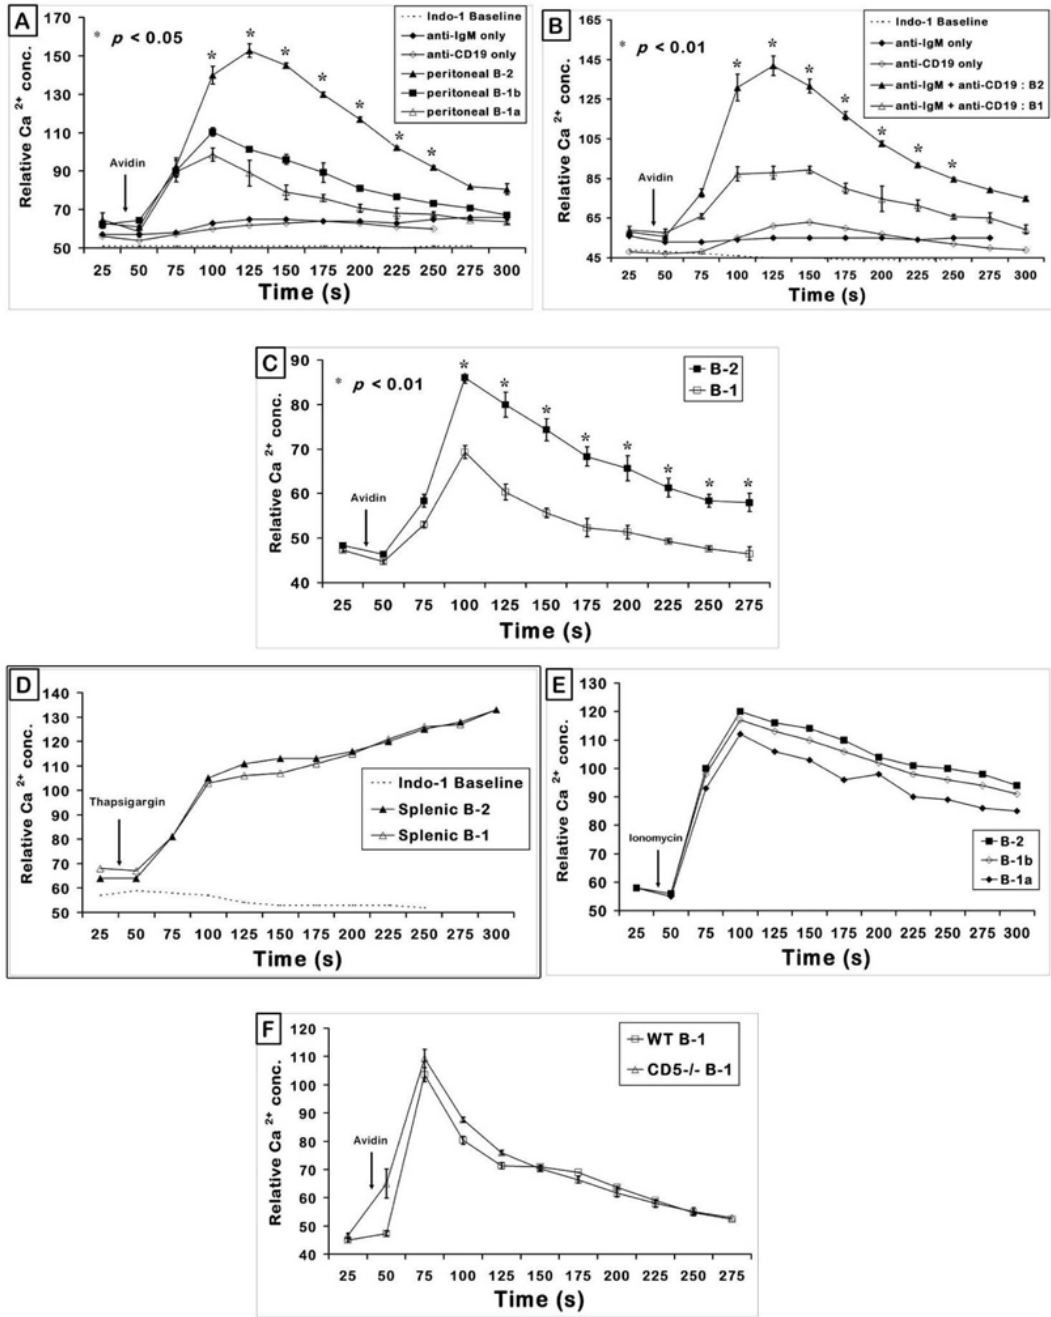 A
* p < 0.05
Indo-1 Baseline
anti-IgM only
anti-CD19 only
peritoneal B-2
peritoneal B-1b
peritoneal B-1a
Relative Ca 2+ conc.
170
150
130
110
90
70
50
Avidin
* * * * * * * *
25 50 75 100 125 150 175 200 225 250 275 300
Time (s)
B
* p < 0.01
Indo-1 Baseline
anti-IgM only
anti-CD19 only
anti-IgM + anti-CD19 : B2
anti-IgM + anti-CD19 : B1
Relative Ca 2+ conc.
165
145
125
105
85
65
45
Avidin
* * * * * * *
25 50 75 100 125 150 175 200 225 250 275 300
Time (s)
C
* p < 0.01
B-2
B-1
Relative Ca 2+ conc.
90
80
70
60
50
40
Avidin
* * * * * * * *
25 50 75 100 125 150 175 200 225 250 275
Time (s)
D
Relative Ca 2+ conc.
140
130
120
110
100
90
80
70
60
50
Thapsigargin
Indo-1 Baseline
Splenic B-2
Splenic B-1
25 50 75 100 125 150 175 200 225 250 275 300
Time (s)
E
Relative Ca 2+ conc.
130
120
110
100
90
80
70
60
50
Ionomycin
B-2
B-1b
B-1a
25 50 75 100 125 150 175 200 225 250 275 300
Time (s)
F
WT B-1
CD5-/- B-1
Relative Ca 2+ conc.
120
110
100
90
80
70
60
50
40
Avidin
25 50 75 100 125 150 175 200 225 250 275
Time (s)